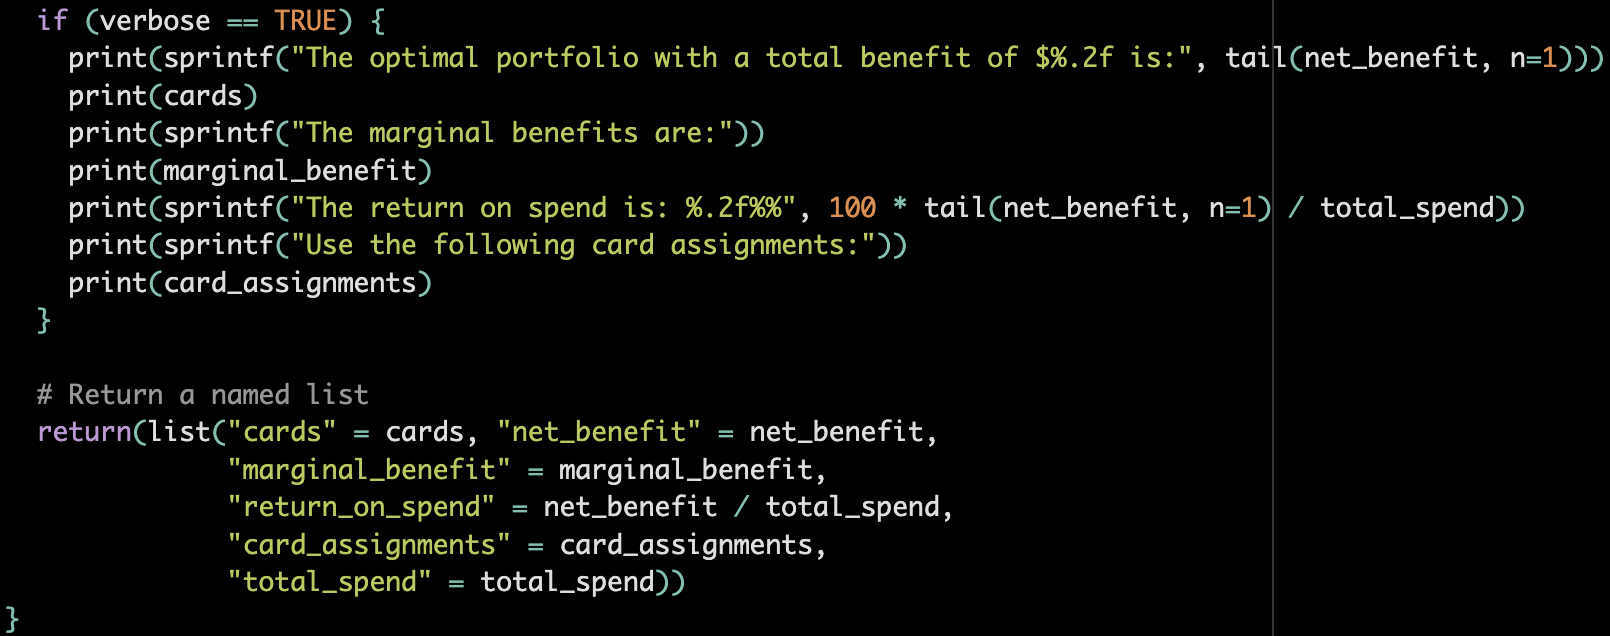 if (verbose == TRUE) {
print(sprintf("The optimal portfolio with a total benefit of $%.2f is:", tail(net_benefit, n=1)))
print(cards)
print(sprintf("The marginal benefits are:"))
print(marginal_benefit)
print(sprintf("The return on spend is: %.2f%%", 100 * tail(net_benefit, n=1) / total_spend))
print(sprintf("Use the following card assignments:"))
print(card_assignments)
}
# Return a named list
return(list("cards" = cards, "net_benefit" = net_benefit,
"marginal_benefit" = marginal_benefit,
"return_on_spend" = net_benefit / total_spend,
"card_assignments" = card_assignments,
"total_spend" = total_spend))
}